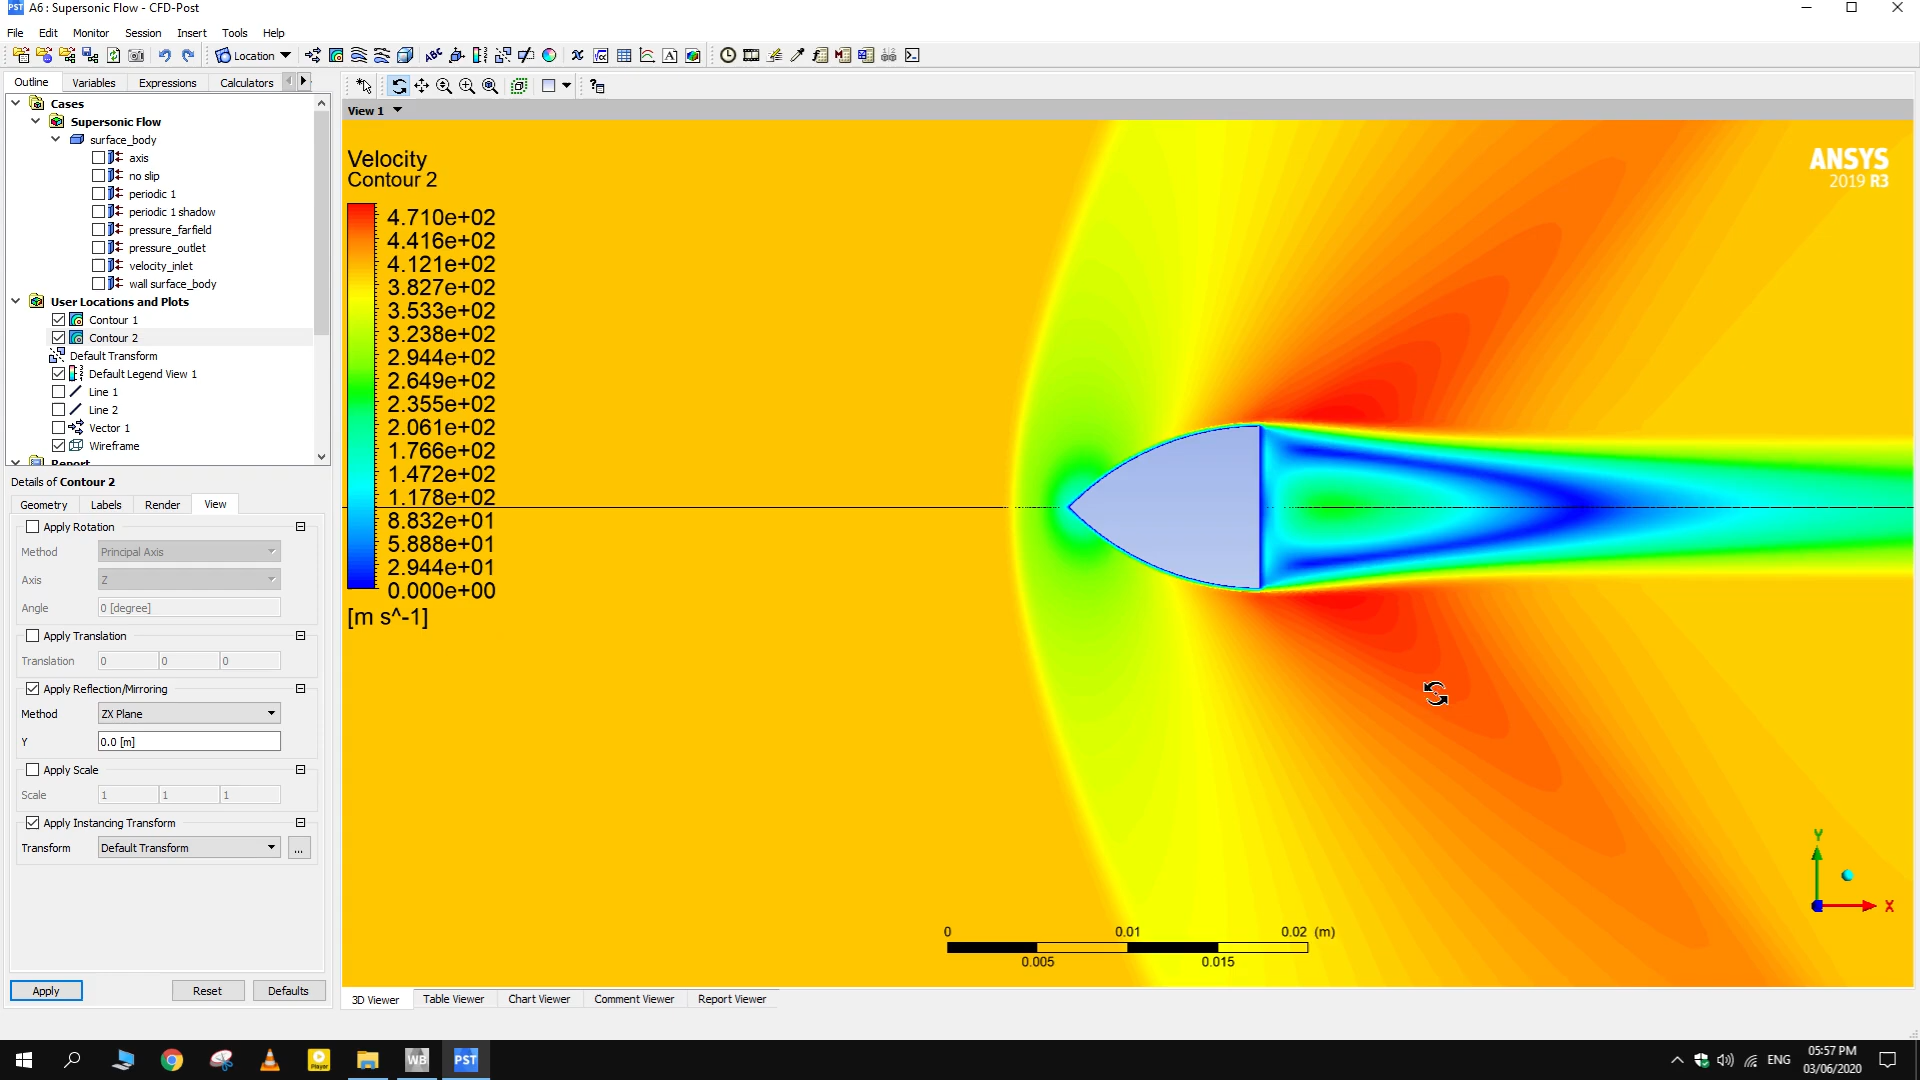 PST A6 : Supersonic Flow - CFD-Post
File Edit Monitor Session Insert Tools Help
Location
Outline Variables Expressions Calculators
Cases
Supersonic Flow
surface_body
axis
no slip
periodic 1
periodic 1 shadow
pressure_farfield
pressure_outlet
velocity_inlet
wall surface_body
User Locations and Plots
Contour 1
Contour 2
Default Transform
Default Legend View 1
Line 1
Line 2
Vector 1
Wireframe
Report
Details of Contour 2
Geometry Labels Render View
Apply Rotation
Method Principal Axis
Axis Z
Angle 0 [degree]
Apply Translation
Translation 0 0 0
Apply Reflection/Mirroring
Method ZX Plane
Y 0.0 [m]
Apply Scale
Scale 1 1 1
Apply Instancing Transform
Transform Default Transform ...
Apply Reset Defaults
View 1
Velocity
Contour 2
4.710e+02
4.416e+02
4.121e+02
3.827e+02
3.533e+02
3.238e+02
2.944e+02
2.649e+02
2.355e+02
2.061e+02
1.766e+02
1.472e+02
1.178e+02
8.832e+01
5.888e+01
2.944e+01
0.000e+00
[m s^-1]
ANSYS
2019 R3
Y
X
0 0.01 0.02 (m)
0.005 0.015
3D Viewer Table Viewer Chart Viewer Comment Viewer Report Viewer
Player WB PST
ENG 05:57 PM
03/06/2020